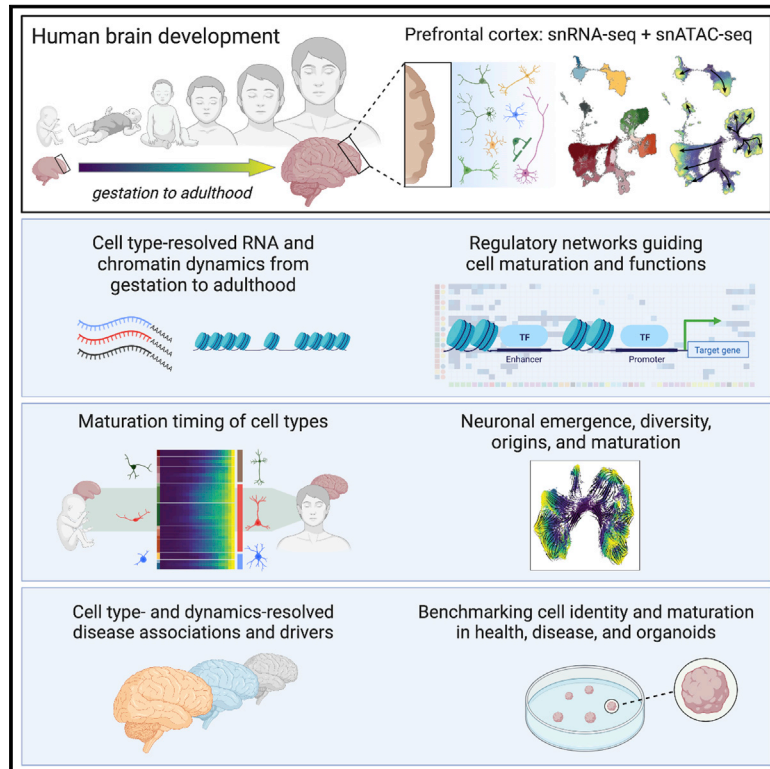 Human brain development
Prefrontal cortex: snRNA-seq + snATAC-seq
gestation to adulthood
Cell type-resolved RNA and
chromatin dynamics from
gestation to adulthood
AAAAAA
AAAAAA
AAAAAA
Regulatory networks guiding
cell maturation and functions
TF
TF
Enhancer
Promoter
Target gene
Maturation timing of cell types
Neuronal emergence, diversity,
origins, and maturation
Cell type- and dynamics-resolved
disease associations and drivers
Benchmarking cell identity and maturation
in health, disease, and organoids